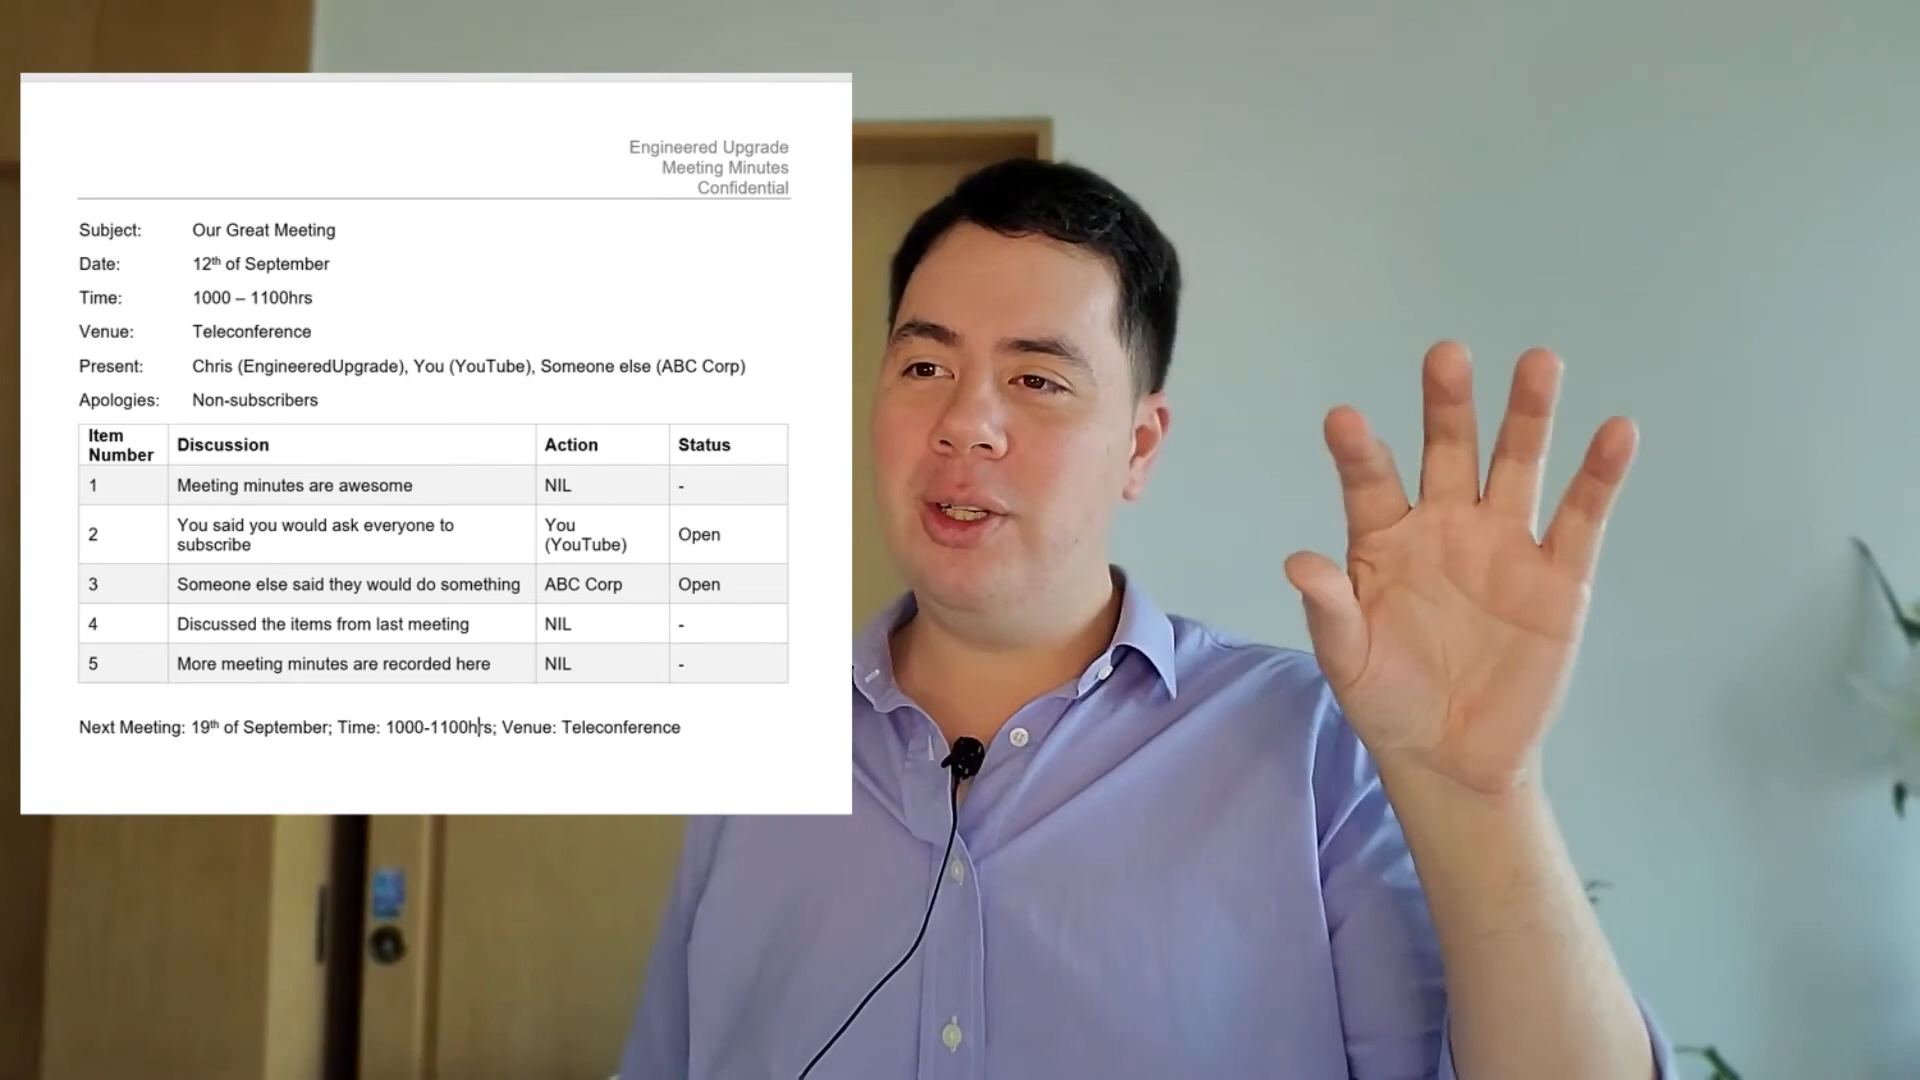 Engineered Upgrade
Meeting Minutes
Confidential
Subject: Our Great Meeting
Date: 12th of September
Time: 1000 – 1100hrs
Venue: Teleconference
Present: Chris (EngineeredUpgrade), You (YouTube), Someone else (ABC Corp)
Apologies: Non-subscribers
Item Number Discussion Action Status
1 Meeting minutes are awesome NIL -
2 You said you would ask everyone to subscribe You (YouTube) Open
3 Someone else said they would do something ABC Corp Open
4 Discussed the items from last meeting NIL -
5 More meeting minutes are recorded here NIL -
Next Meeting: 19th of September; Time: 1000-1100hrs; Venue: Teleconference